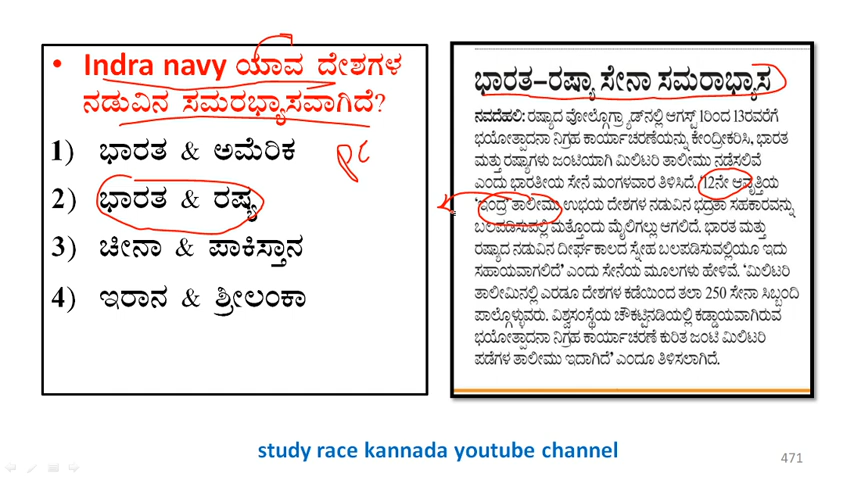 • Indra navy ಯಾವ ದೇಶಗಳ
ನಡುವಿನ ಸಮರಭ್ಯಾಸವಾಗಿದೆ?
1) ಭಾರತ & ಅಮೆರಿಕ
2) ಭಾರತ & ರಷ್ಯ
3) ಚೀನಾ & ಪಾಕಿಸ್ತಾನ
4) ಇರಾನ & ಶ್ರೀಲಂಕಾ
ಭಾರತ–ರಷ್ಯಾ ಸೇನಾ ಸಮರಾಭ್ಯಾಸ
ನವದೆಹಲಿ: ರಷ್ಯಾದ ವೋಲ್ಗೊಗ್ರ್ಯಾಡ್‌ನಲ್ಲಿ ಆಗಸ್ಟ್ 1ರಿಂದ 13ರವರೆಗೆ
ಭಯೋತ್ಪಾದನಾ ನಿಗ್ರಹ ಕಾರ್ಯಾಚರಣೆಯನ್ನು ಕೇಂದ್ರೀಕರಿಸಿ, ಭಾರತ
ಮತ್ತು ರಷ್ಯಾಗಳು ಜಂಟಿಯಾಗಿ ಮಿಲಿಟರಿ ತಾಲೀಮು ನಡೆಸಲಿವೆ
ಎಂದು ಭಾರತೀಯ ಸೇನೆ ಮಂಗಳವಾರ ತಿಳಿಸಿದೆ. '12ನೇ ಆವೃತ್ತಿಯ
'ಇಂದ್ರ ತಾಲೀಮು ಉಭಯ ದೇಶಗಳ ನಡುವಿನ ಭದ್ರತಾ ಸಹಕಾರವನ್ನು
ಬಲಪಡಿಸುವಲ್ಲಿ ಮತ್ತೊಂದು ಮೈಲಿಗಲ್ಲು ಆಗಲಿದೆ. ಭಾರತ ಮತ್ತು
ರಷ್ಯಾದ ನಡುವಿನ ದೀರ್ಘಕಾಲದ ಸ್ನೇಹ ಬಲಪಡಿಸುವಲ್ಲಿಯೂ ಇದು
ಸಹಾಯವಾಗಲಿದೆ' ಎಂದು ಸೇನೆಯ ಮೂಲಗಳು ಹೇಳಿವೆ. 'ಮಿಲಿಟರಿ
ತಾಲೀಮಿನಲ್ಲಿ ಎರಡೂ ದೇಶಗಳ ಕಡೆಯಿಂದ ತಲಾ 250 ಸೇನಾ ಸಿಬ್ಬಂದಿ
ಪಾಲ್ಗೊಳ್ಳುವರು. ವಿಶ್ವಸಂಸ್ಥೆಯ ಚೌಕಟ್ಟಿನಡಿಯಲ್ಲಿ ಕಡ್ಡಾಯವಾಗಿರುವ
ಭಯೋತ್ಪಾದನಾ ನಿಗ್ರಹ ಕಾರ್ಯಾಚರಣೆ ಕುರಿತ ಜಂಟಿ ಮಿಲಿಟರಿ
ಪಡೆಗಳ ತಾಲೀಮು ಇದಾಗಿದೆ' ಎಂದೂ ತಿಳಿಸಲಾಗಿದೆ.
study race kannada youtube channel
471